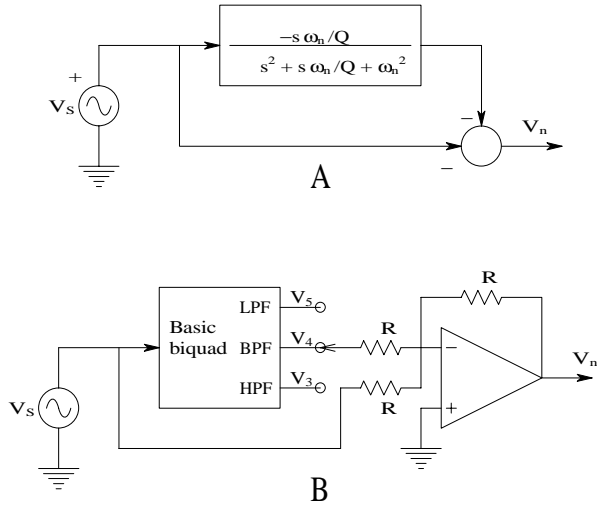 −s ωₙ/Q
s² + s ωₙ/Q + ωₙ²
+
Vₛ
−
−
Vₙ
A
Basic
biquad
LPF
BPF
HPF
V₅
V₄
V₃
R
R
R
−
+
Vₛ
Vₙ
B